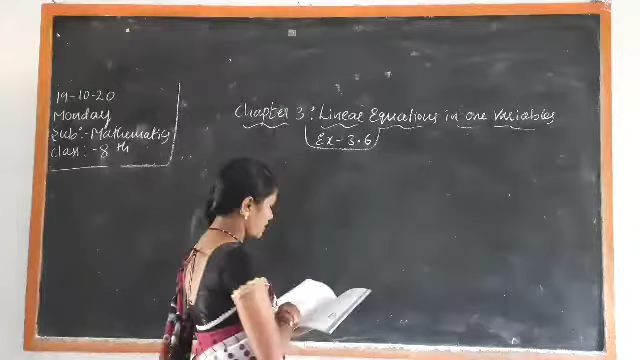 19-10-20
Monday
Sub:-Mathematics
Class:-8th
Chapter 3: Linear Equations in one Variables
Ex-3.6